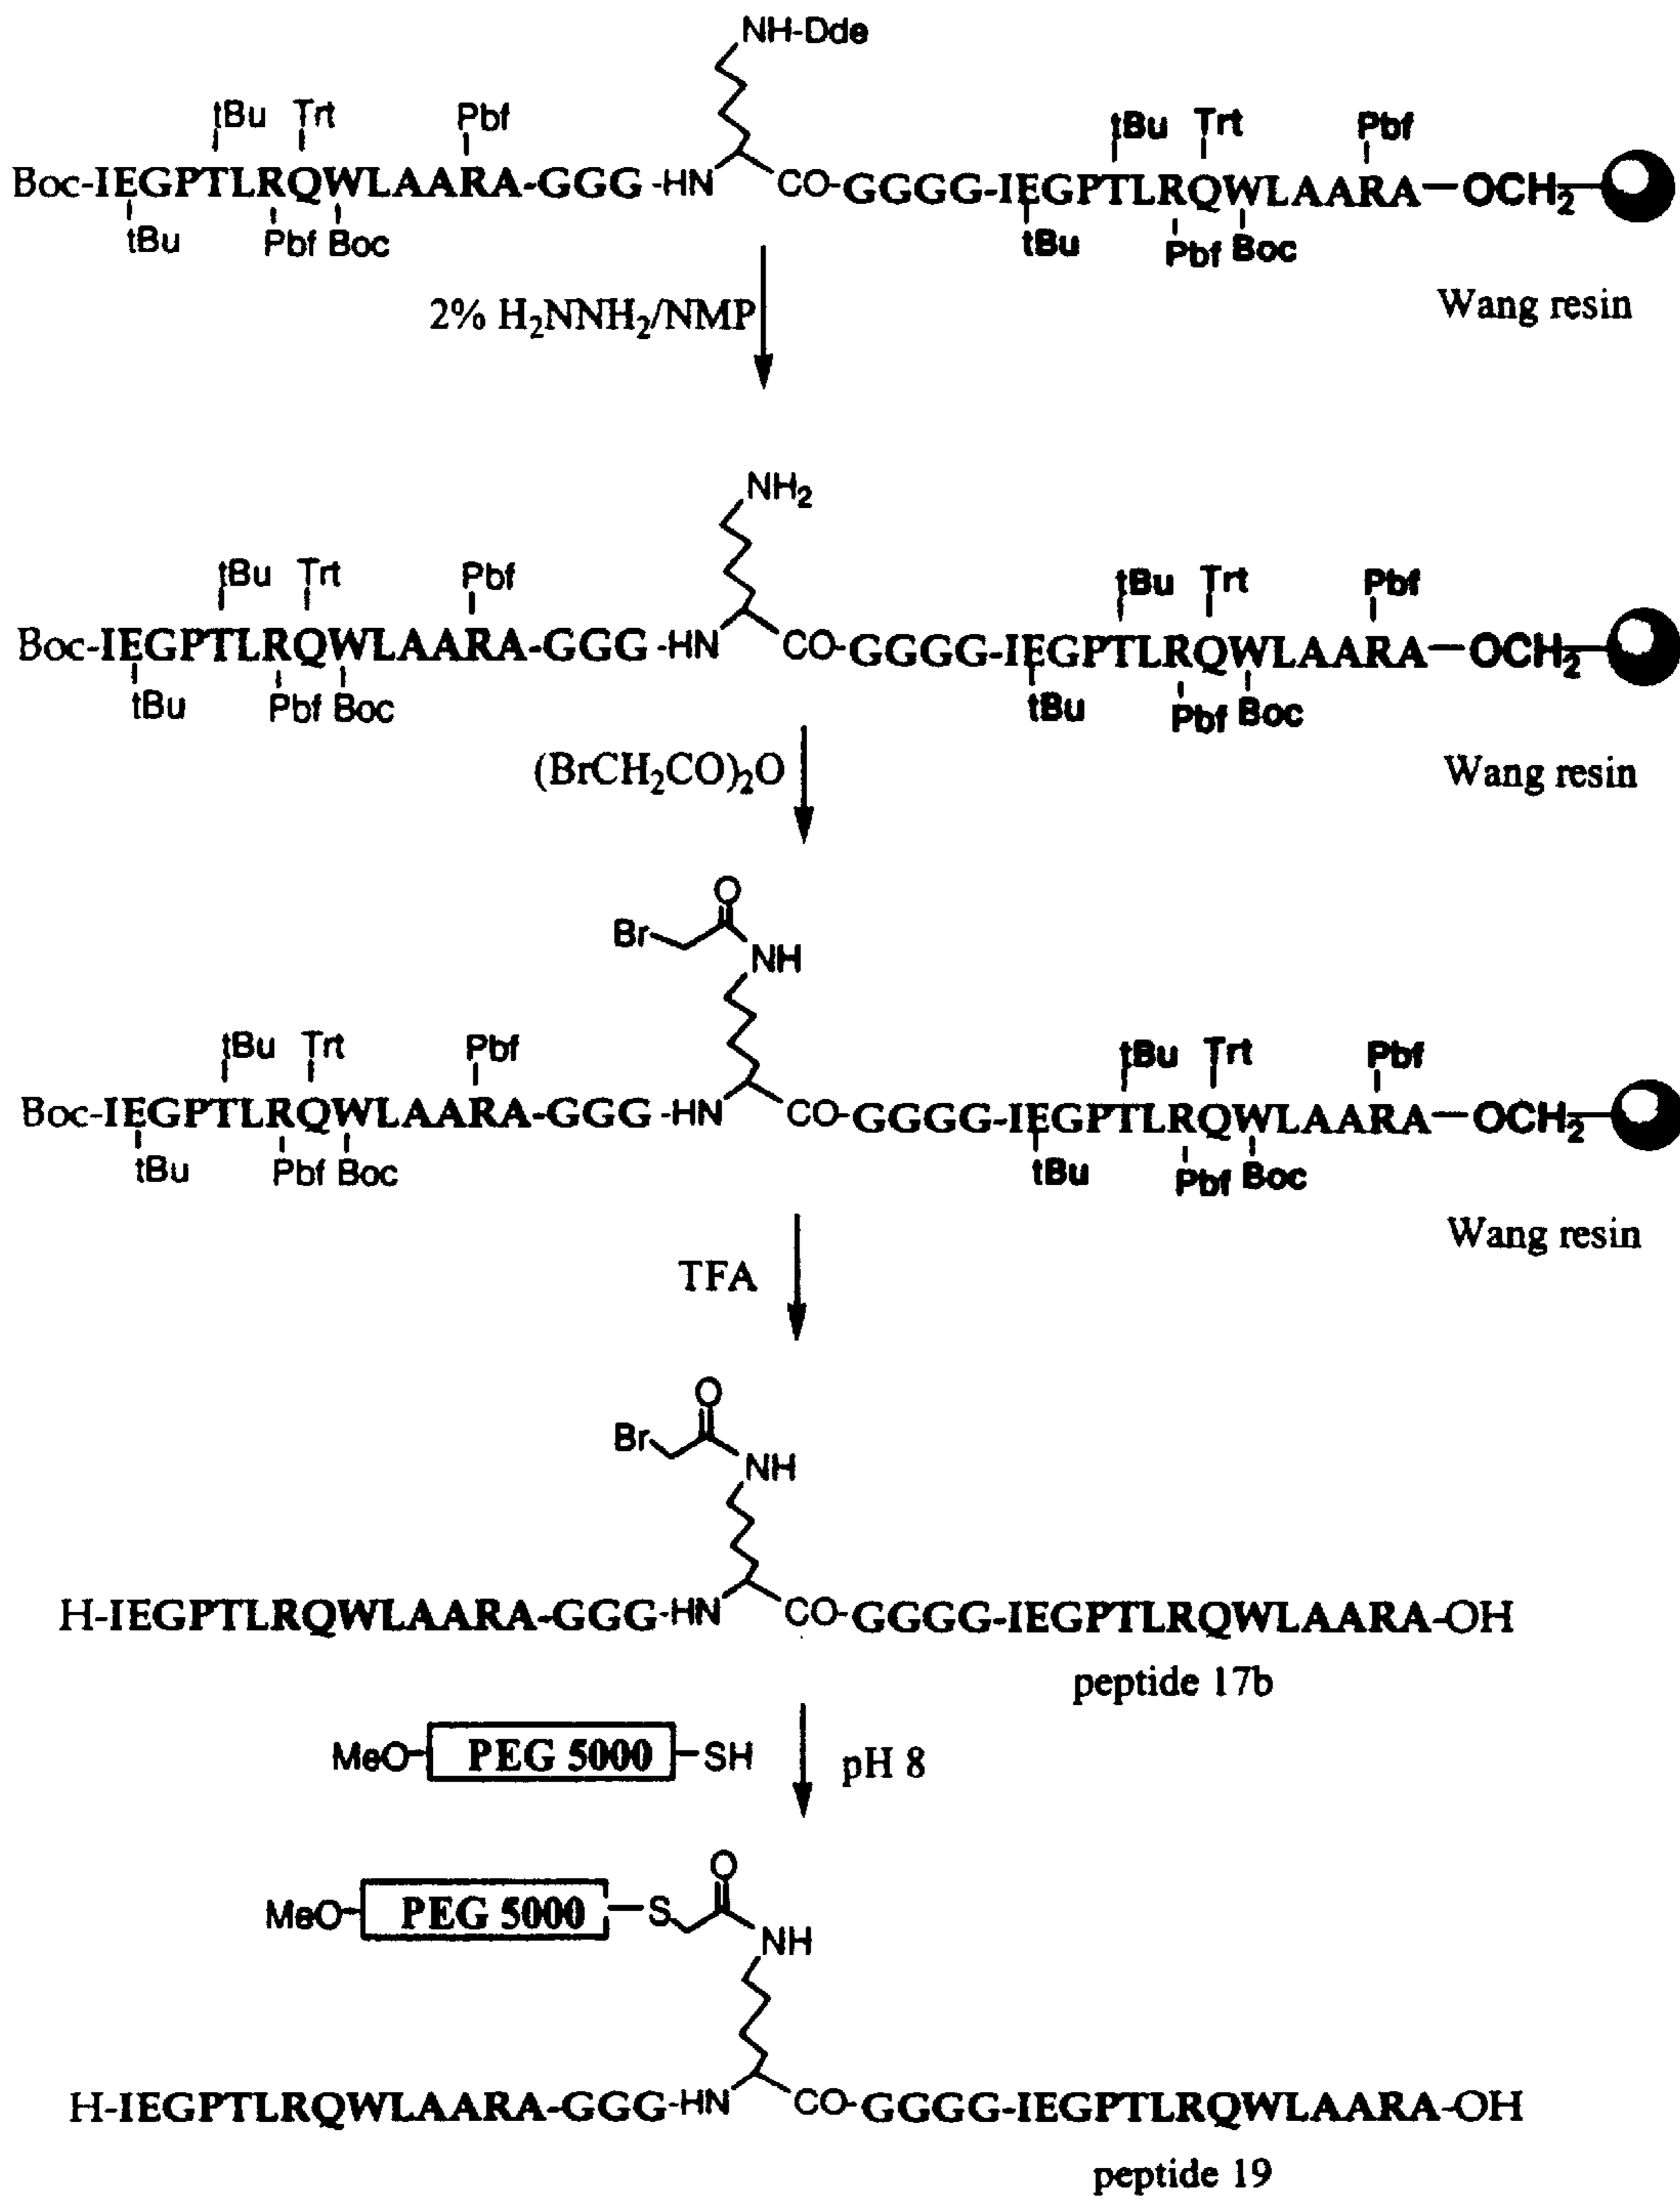 NH-Dde
tBu Trt Pbf tBu Trt Pbf
Boc-IEGPTLRQWLAARA-GGG-HN CO-GGGG-IEGPTLRQWLAARA—OCH2
tBu Pbf Boc tBu Pbf Boc
2% H2NNH2/NMP
Wang resin
NH2
tBu Trt Pbf tBu Trt Pbf
Boc-IEGPTLRQWLAARA-GGG-HN CO-GGGG-IEGPTLRQWLAARA—OCH2
tBu Pbf Boc tBu Pbf Boc
(BrCH2CO)2O
Wang resin
O
Br NH
tBu Trt Pbf tBu Trt Pbf
Boc-IEGPTLRQWLAARA-GGG-HN CO-GGGG-IEGPTLRQWLAARA—OCH2
tBu Pbf Boc tBu Pbf Boc
Wang resin
TFA
O
Br NH
H-IEGPTLRQWLAARA-GGG-HN CO-GGGG-IEGPTLRQWLAARA-OH
peptide 17b
MeO-PEG 5000-SH pH 8
O
MeO-PEG 5000-S NH
H-IEGPTLRQWLAARA-GGG-HN CO-GGGG-IEGPTLRQWLAARA-OH
peptide 19